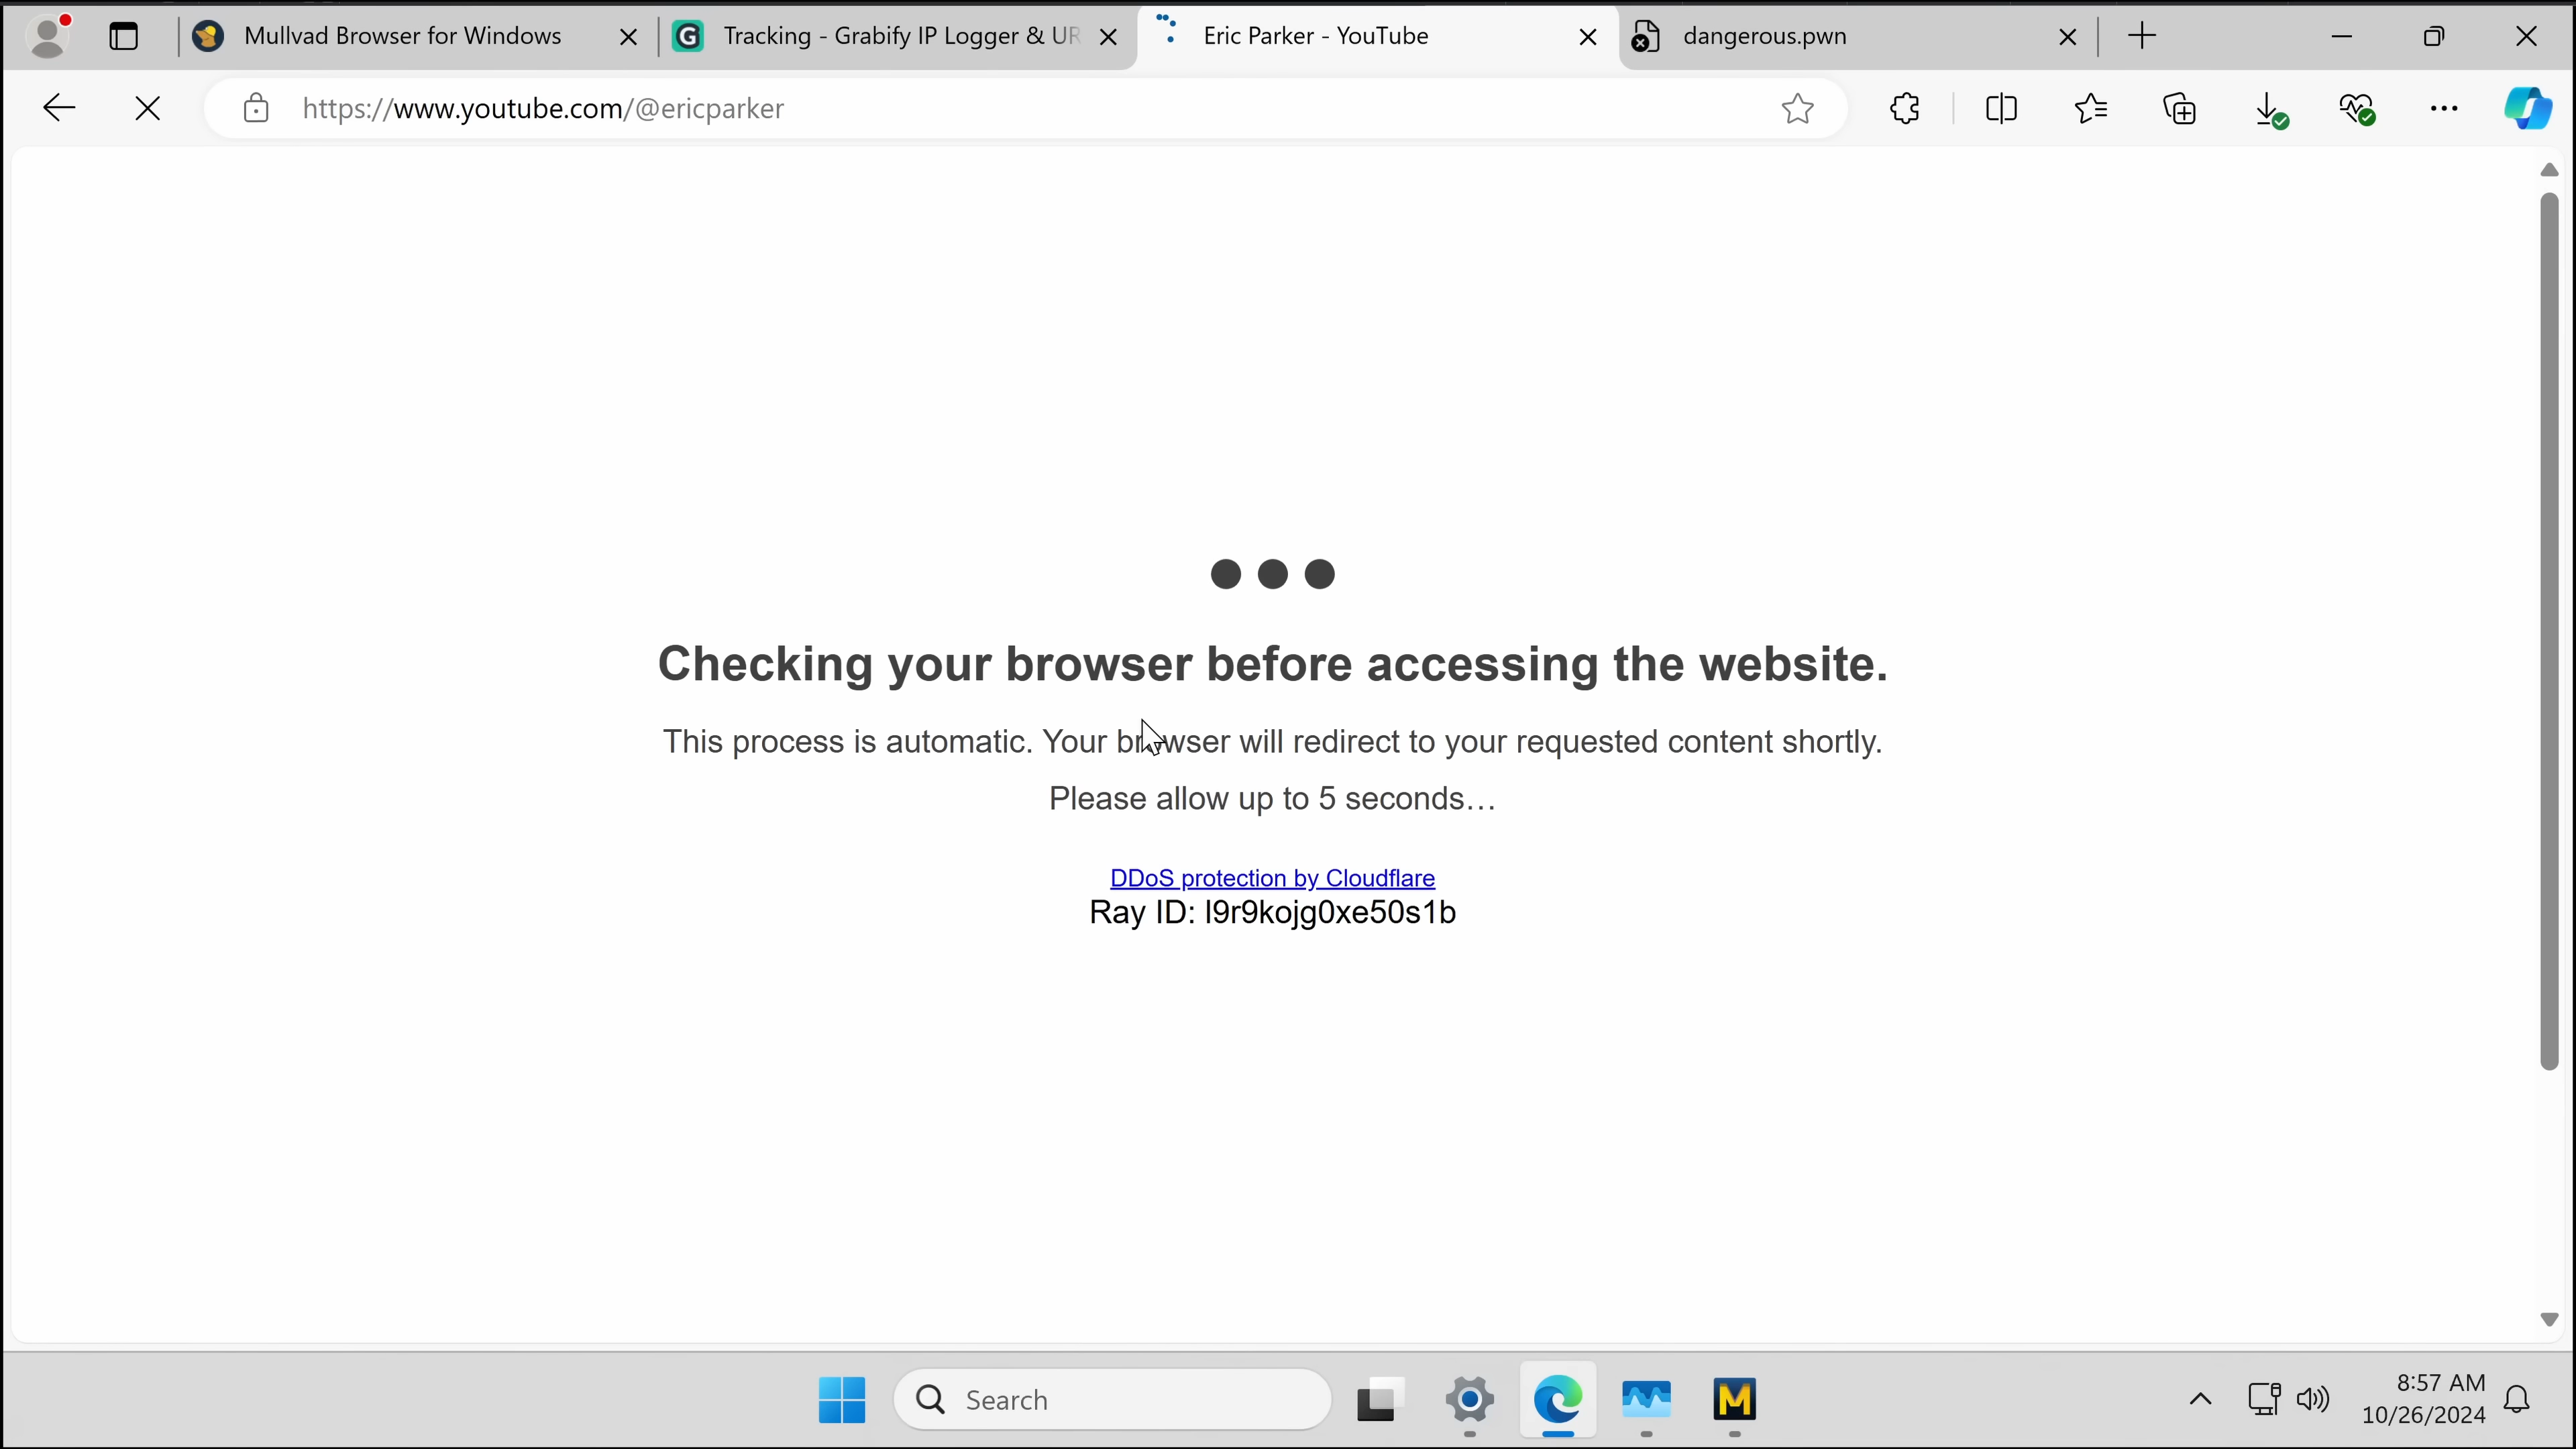 Mullvad Browser for Windows
Tracking - Grabify IP Logger & UR
Eric Parker - YouTube
dangerous.pwn
https://www.youtube.com/@ericparker
Checking your browser before accessing the website.
This process is automatic. Your browser will redirect to your requested content shortly.
Please allow up to 5 seconds…
DDoS protection by Cloudflare
Ray ID: l9r9kojg0xe50s1b
Search
8:57 AM
10/26/2024